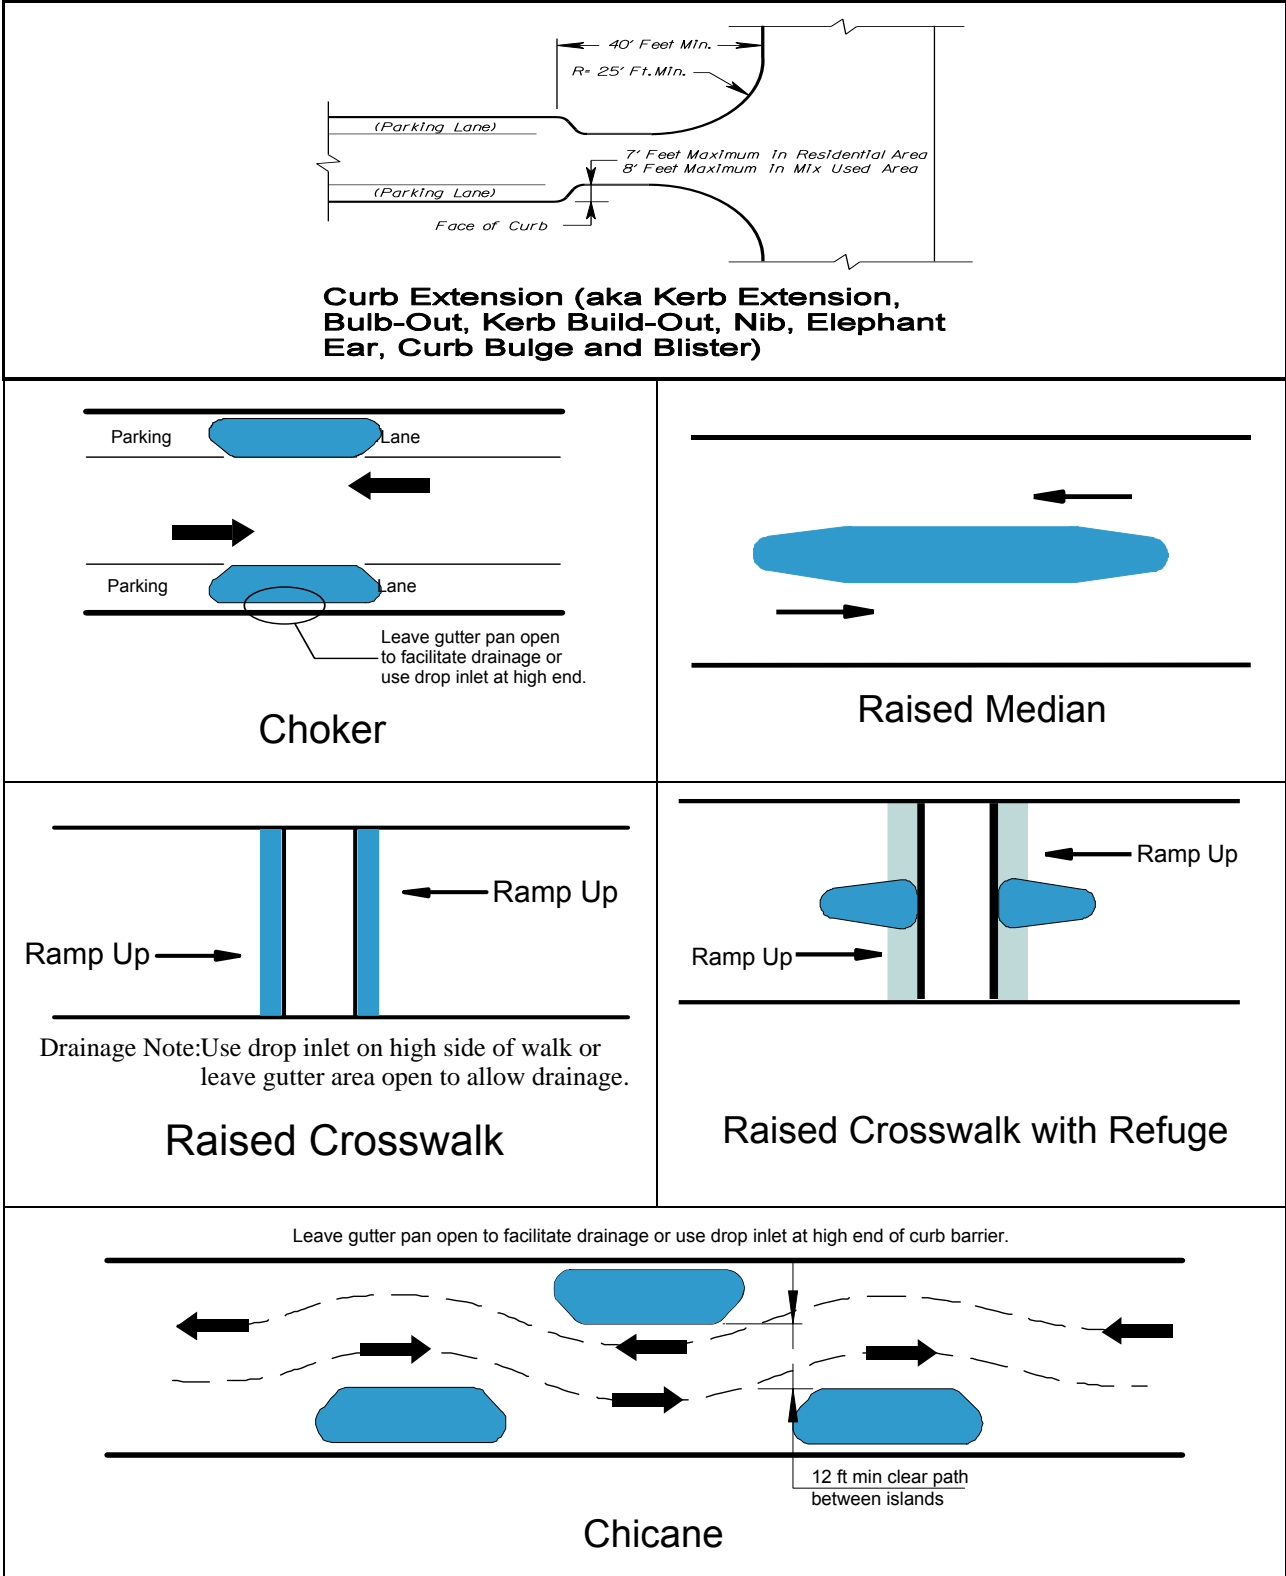 40' Feet Min.
R= 25' Ft.Min.
(Parking Lane)
7' Feet Maximum in Residential Area
8' Feet Maximum in Mix Used Area
(Parking Lane)
Face of Curb
Curb Extension (aka Kerb Extension,
Bulb-Out, Kerb Build-Out, Nib, Elephant
Ear, Curb Bulge and Blister)
Parking Lane
Parking Lane
Leave gutter pan open
to facilitate drainage or
use drop inlet at high end.
Choker
Raised Median
Ramp Up
Ramp Up
Drainage Note:Use drop inlet on high side of walk or
leave gutter area open to allow drainage.
Raised Crosswalk
Ramp Up
Ramp Up
Raised Crosswalk with Refuge
Leave gutter pan open to facilitate drainage or use drop inlet at high end of curb barrier.
12 ft min clear path
between islands
Chicane